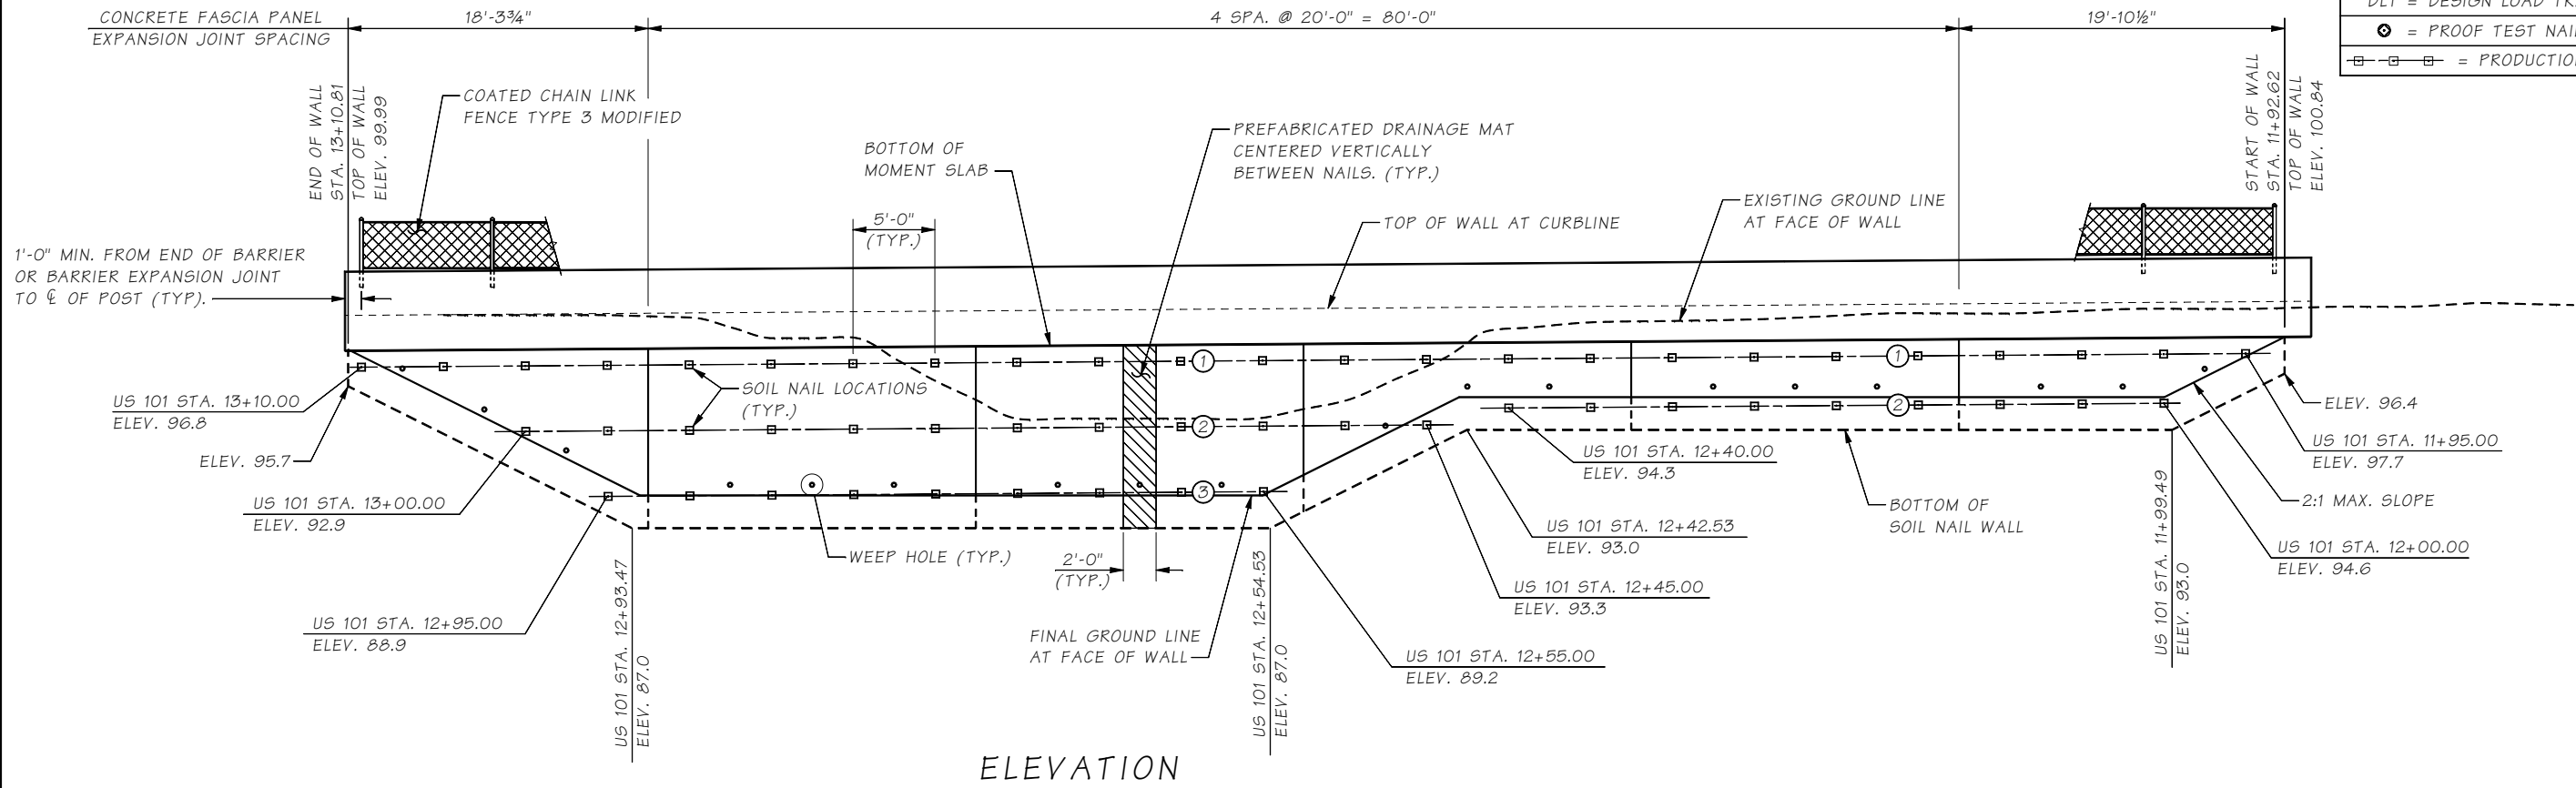 CONCRETE FASCIA PANEL
EXPANSION JOINT SPACING
18'-3¾"
4 SPA. @ 20'-0" = 80'-0"
19'-10½"
DLT = DESIGN LOAD
= PROOF TEST NAIL
= PRODUCTION
END OF WALL
STA. 13+10.81
TOP OF WALL
ELEV. 99.99
COATED CHAIN LINK
FENCE TYPE 3 MODIFIED
BOTTOM OF
MOMENT SLAB
PREFABRICATED DRAINAGE MAT
CENTERED VERTICALLY
BETWEEN NAILS. (TYP.)
START OF WALL
STA. 11+92.62
TOP OF WALL
ELEV. 100.84
5'-0"
(TYP.)
TOP OF WALL AT CURBLINE
EXISTING GROUND LINE
AT FACE OF WALL
1'-0" MIN. FROM END OF BARRIER
OR BARRIER EXPANSION JOINT
TO ℄ OF POST (TYP).
1
1
SOIL NAIL LOCATIONS
(TYP.)
2
2
3
US 101 STA. 13+10.00
ELEV. 96.8
ELEV. 95.7
US 101 STA. 13+00.00
ELEV. 92.9
US 101 STA. 12+95.00
ELEV. 88.9
US 101 STA. 12+93.47
ELEV. 87.0
WEEP HOLE (TYP.)
2'-0"
(TYP.)
FINAL GROUND LINE
AT FACE OF WALL
US 101 STA. 12+54.53
ELEV. 87.0
US 101 STA. 12+40.00
ELEV. 94.3
US 101 STA. 12+42.53
ELEV. 93.0
US 101 STA. 12+45.00
ELEV. 93.3
US 101 STA. 12+55.00
ELEV. 89.2
BOTTOM OF
SOIL NAIL WALL
ELEV. 96.4
US 101 STA. 11+95.00
ELEV. 97.7
2:1 MAX. SLOPE
US 101 STA. 12+00.00
ELEV. 94.6
US 101 STA. 11+99.49
ELEV. 93.0
ELEVATION